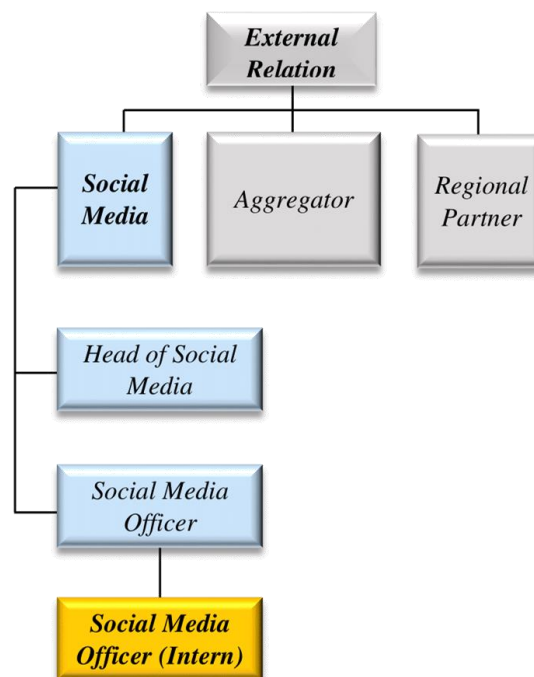 External
Relation
Social
Media
Aggregator
Regional
Partner
Head of Social
Media
Social Media
Officer
Social Media
Officer (Intern)